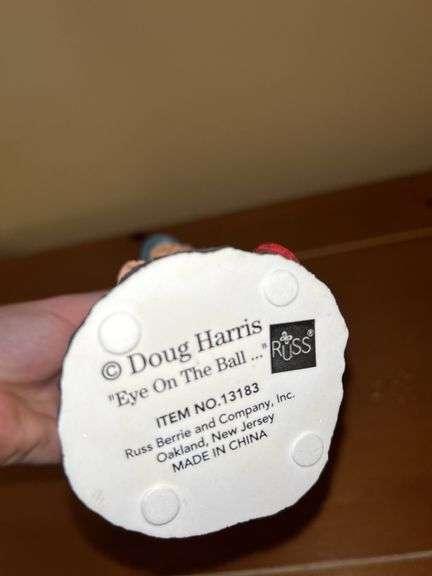 © Doug Harris
"Eye On The Ball ..."
RUSS®
ITEM NO.13183
Russ Berrie and Company, Inc.
Oakland, New Jersey
MADE IN CHINA